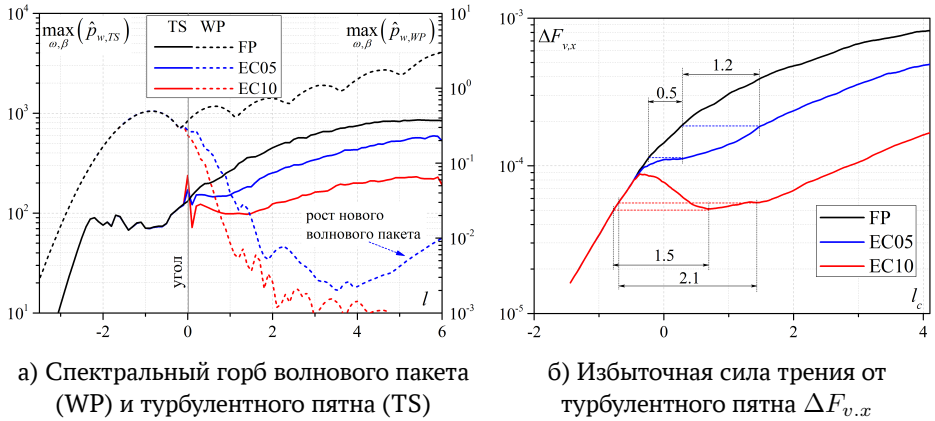 max ω,β (p̂w,TS)
TS WP
FP
EC05
EC10
max ω,β (p̂w,WP)
10⁴
10³
10²
10¹
10¹
10⁰
10⁻¹
10⁻²
10⁻³
угол
рост нового
волнового пакета
l
-2 0 2 4 6
а) Спектральный горб волнового пакета
(WP) и турбулентного пятна (TS)
10⁻³
10⁻⁴
10⁻⁵
ΔFv,x
1.2
0.5
1.5
2.1
FP
EC05
EC10
lc
-2 0 2 4
б) Избыточная сила трения от
турбулентного пятна ΔFv.x